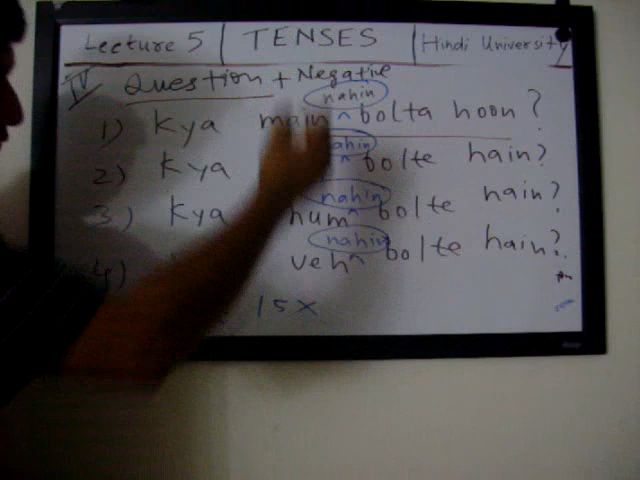 Lecture 5 TENSES Hindi University
IV Question + Negative
nahin
1) Kya main ^ bolta hoon ?
nahin
2) Kya ^ bolte hain?
nahin
3) Kya hum ^ bolte hain?
nahin
4) veh ^ bolte hain?
15 X